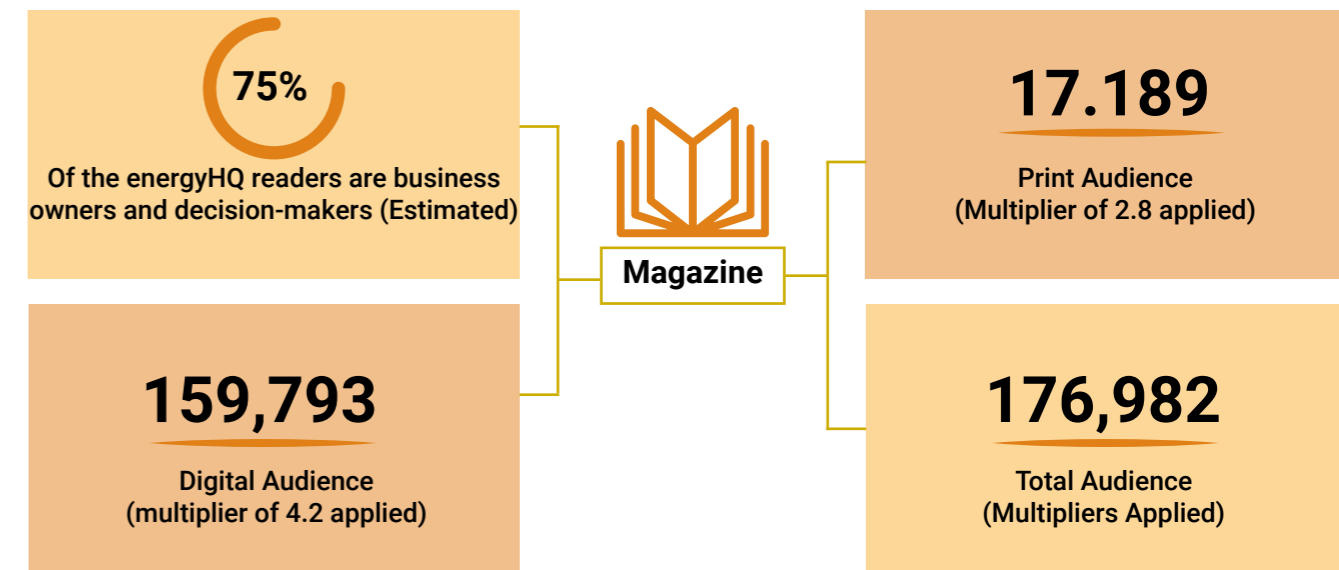 75%
Of the energyHQ readers are business
owners and decision-makers (Estimated)
159,793
Digital Audience
(multiplier of 4.2 applied)
Magazine
17.189
Print Audience
(Multiplier of 2.8 applied)
176,982
Total Audience
(Multipliers Applied)